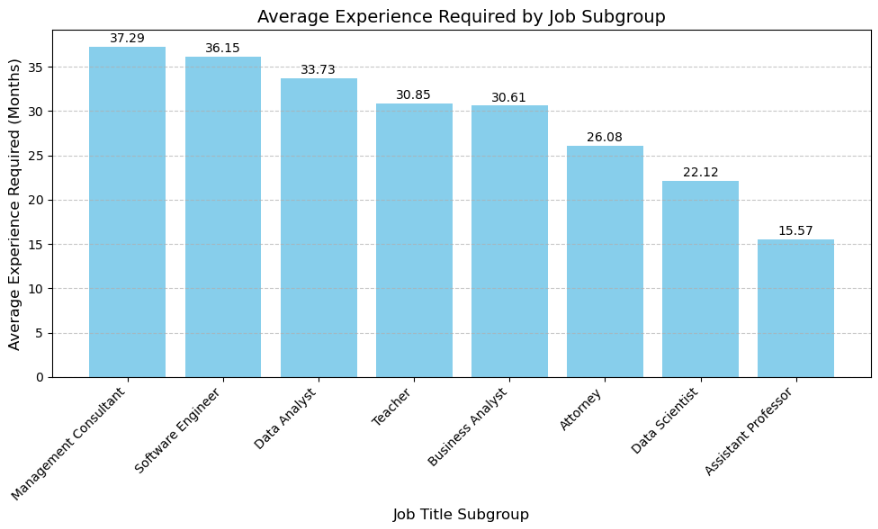 Average Experience Required by Job Subgroup
Average Experience Required (Months)
35
30
25
20
15
10
5
0
37.29
36.15
33.73
30.85
30.61
26.08
22.12
15.57
Management Consultant
Software Engineer
Data Analyst
Teacher
Business Analyst
Attorney
Data Scientist
Assistant Professor
Job Title Subgroup